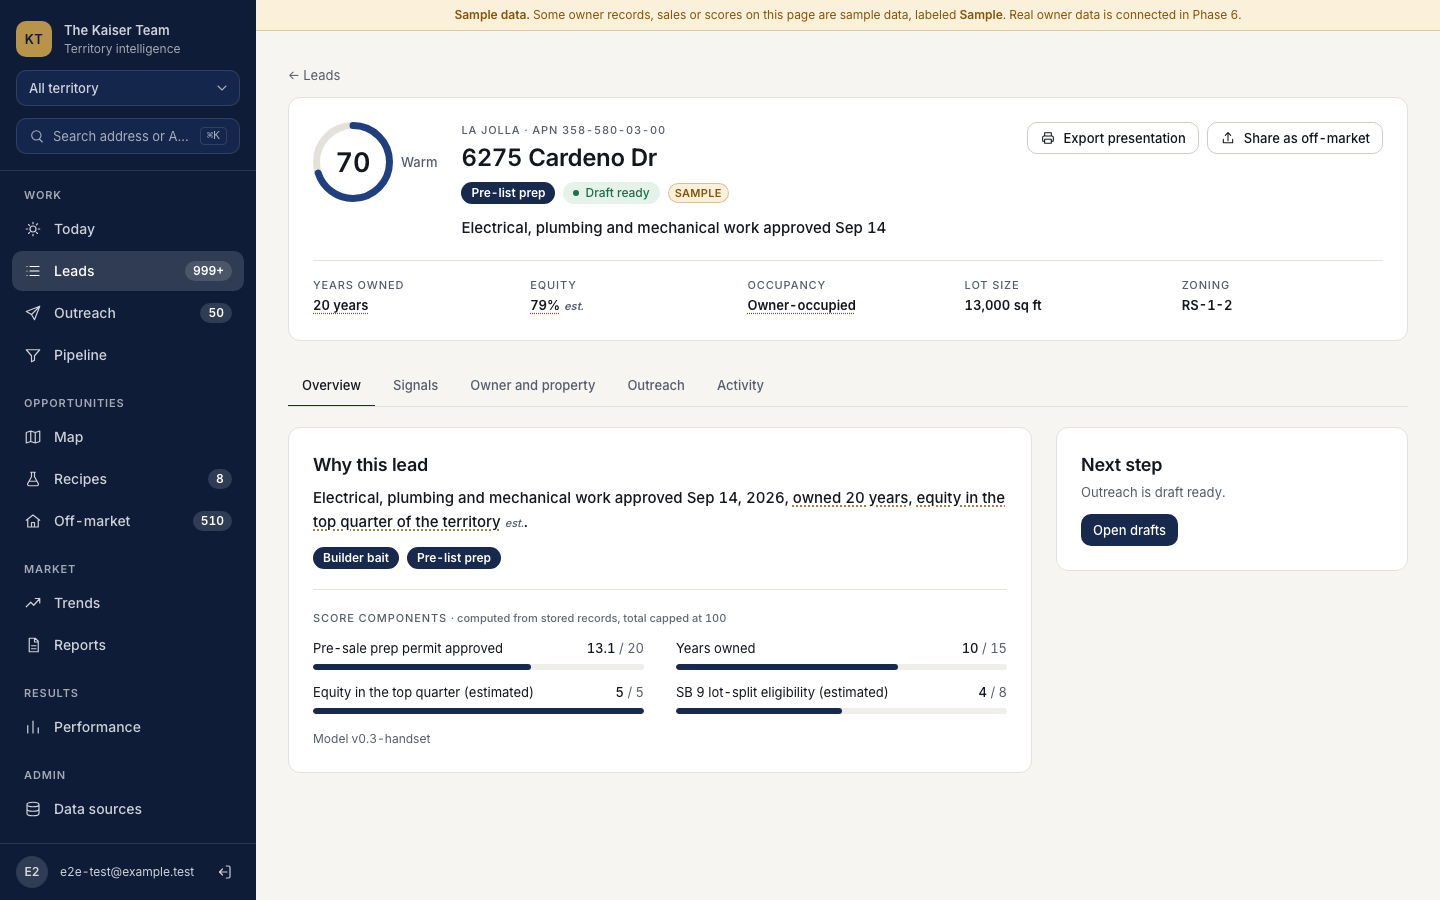 KT
The Kaiser Team
Territory intelligence
All territory
Search address or A... ⌘K
WORK
Today
Leads 999+
Outreach 50
Pipeline
OPPORTUNITIES
Map
Recipes 8
Off-market 510
MARKET
Trends
Reports
RESULTS
Performance
ADMIN
Data sources
E2 e2e-test@example.test
Sample data. Some owner records, sales or scores on this page are sample data, labeled Sample. Real owner data is connected in Phase 6.
← Leads
70 Warm
LA JOLLA · APN 358-580-03-00
6275 Cardeno Dr
Pre-list prep Draft ready SAMPLE
Electrical, plumbing and mechanical work approved Sep 14
Export presentation Share as off-market
YEARS OWNED EQUITY OCCUPANCY LOT SIZE ZONING
20 years 79% est. Owner-occupied 13,000 sq ft RS-1-2
Overview Signals Owner and property Outreach Activity
Why this lead
Electrical, plumbing and mechanical work approved Sep 14, 2026, owned 20 years, equity in the
top quarter of the territory est..
Builder bait Pre-list prep
SCORE COMPONENTS · computed from stored records, total capped at 100
Pre-sale prep permit approved 13.1 / 20 Years owned 10 / 15
Equity in the top quarter (estimated) 5 / 5 SB 9 lot-split eligibility (estimated) 4 / 8
Model v0.3-handset
Next step
Outreach is draft ready.
Open drafts